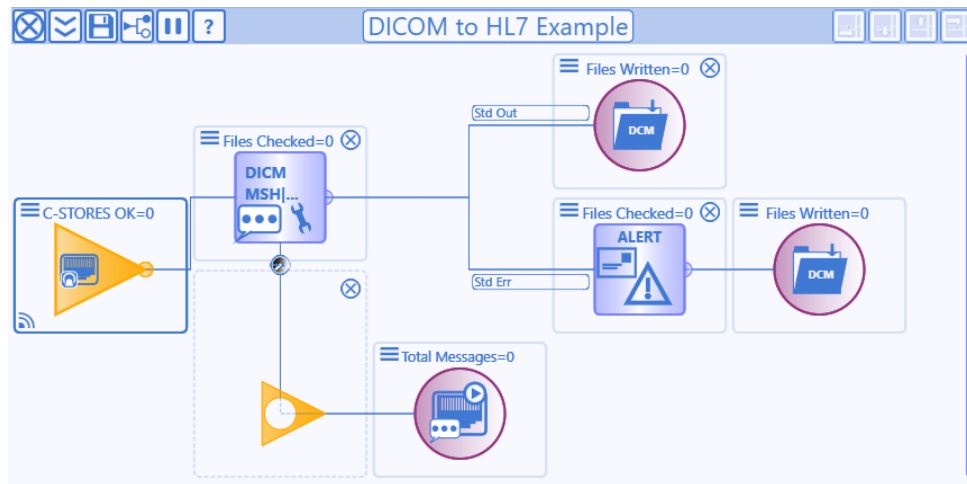 ?
DICOM to HL7 Example
Files Written=0
Std Out
DCM
Files Checked=0
DICM
MSH|...
C-STORES OK=0
Files Checked=0
Files Written=0
ALERT
DCM
Std Err
Total Messages=0